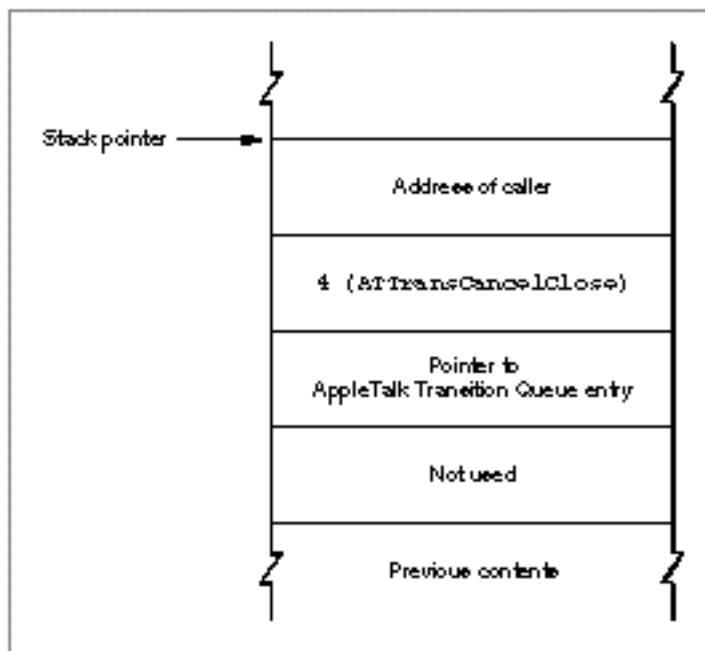 Stack pointer
Address of caller
4 (ATTransCancelClose)
Pointer to
AppleTalk Transition Queue entry
Not used
Previous contents